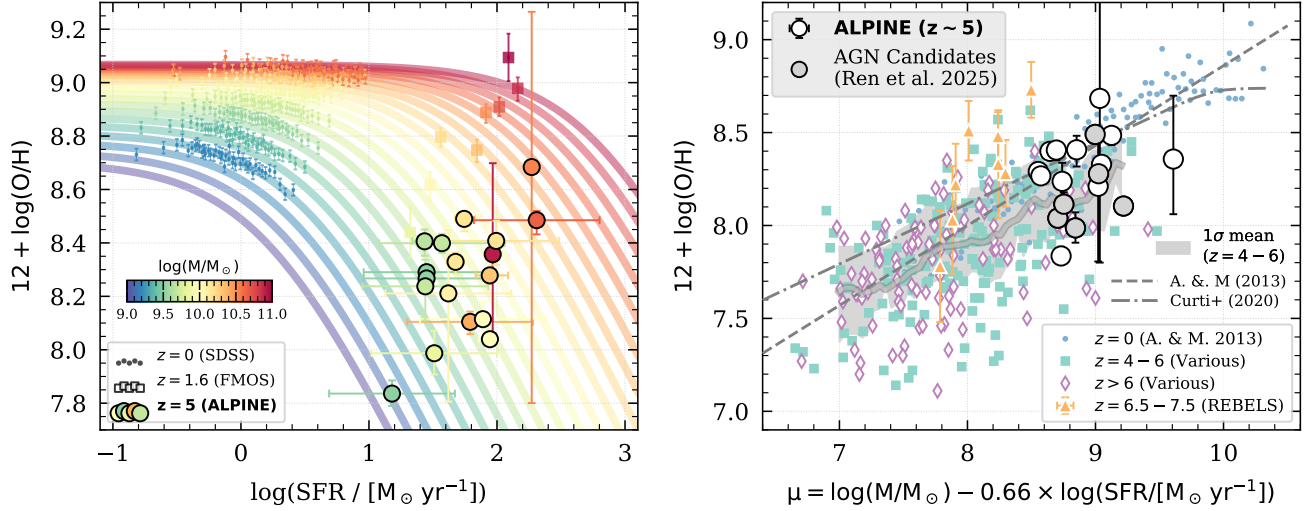 9.2
9.0
8.8
8.6
8.4
8.2
8.0
7.8
12 + log(O/H)
log(M/M⊙)
9.0 9.5 10.0 10.5 11.0
z = 0 (SDSS)
z = 1.6 (FMOS)
z = 5 (ALPINE)
−1 0 1 2 3
log(SFR / [M⊙ yr⁻¹])
9.0
8.5
8.0
7.5
7.0
12 + log(O/H)
ALPINE (z ~ 5)
AGN Candidates
(Ren et al. 2025)
1σ mean
(z = 4 − 6)
A. & M (2013)
Curti+ (2020)
z = 0 (A. & M. 2013)
z = 4 − 6 (Various)
z > 6 (Various)
z = 6.5 − 7.5 (REBELS)
7 8 9 10
μ = log(M/M⊙) − 0.66 × log(SFR/[M⊙ yr⁻¹])